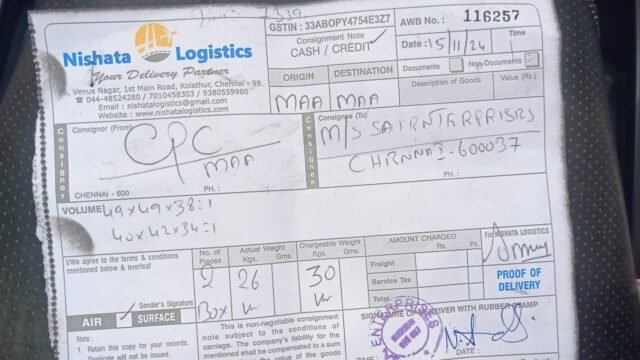 Nishata Logistics
Your Delivery Partner
Venus Nagar, 1st Main Road, Kolathur, Chennai - 99.
☎ 044-48524280 / 7010458303 / 9380559960
Email : nishatalogistics@gmail.com
Website : www.nishatalogistics.com
GSTIN : 33ABOPY4754E3Z7
Consignment Note
CASH / CREDIT ✓
AWB No. : 116257
Date : 15/11/24 Time
ORIGIN DESTINATION
MAA MAA
Documents Non-Documents
Description of Goods Value (Rs.)
Consignor
Consignor (From)
CPC
MAA
CHENNAI - 600 PH. :
Consignee
Consignee (To)
M/S SAI ENTERPRISES
CHENNAI-600037
PH. :
VOLUME 49x49x38=1
40x42x34=1
I/We agree to the terms & conditions
mentioned below & overleaf
Sender's Signature
No. of Pieces Actual Weight Kgs. Gms. Chargeable Weight Kgs. Gms.
2 26 30
Box
AMOUNT CHARGED Rs. Ps.
Freight
Service Tax
Total
For NISHATA LOGISTICS
PROOF OF
DELIVERY
AIR ✓ SURFACE
Note :
1. Retain this copy for your records.
Duplicate will not be issued.
This is non-negotiable consignment
note subject to the conditions of
carriage. The company's liability for the
mentioned shall be compensated to a sum
the value of the goods
SIGNATURE OF RECEIVER WITH RUBBER STAMP
ENTERPRISES
TIME